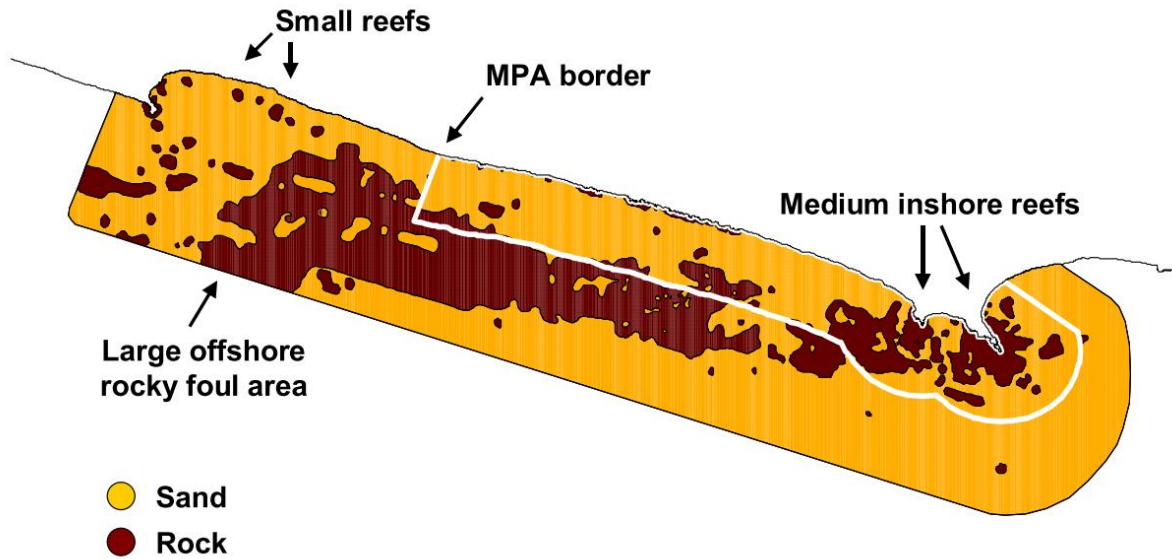 Small reefs
MPA border
Medium inshore reefs
Large offshore
rocky foul area
Sand
Rock